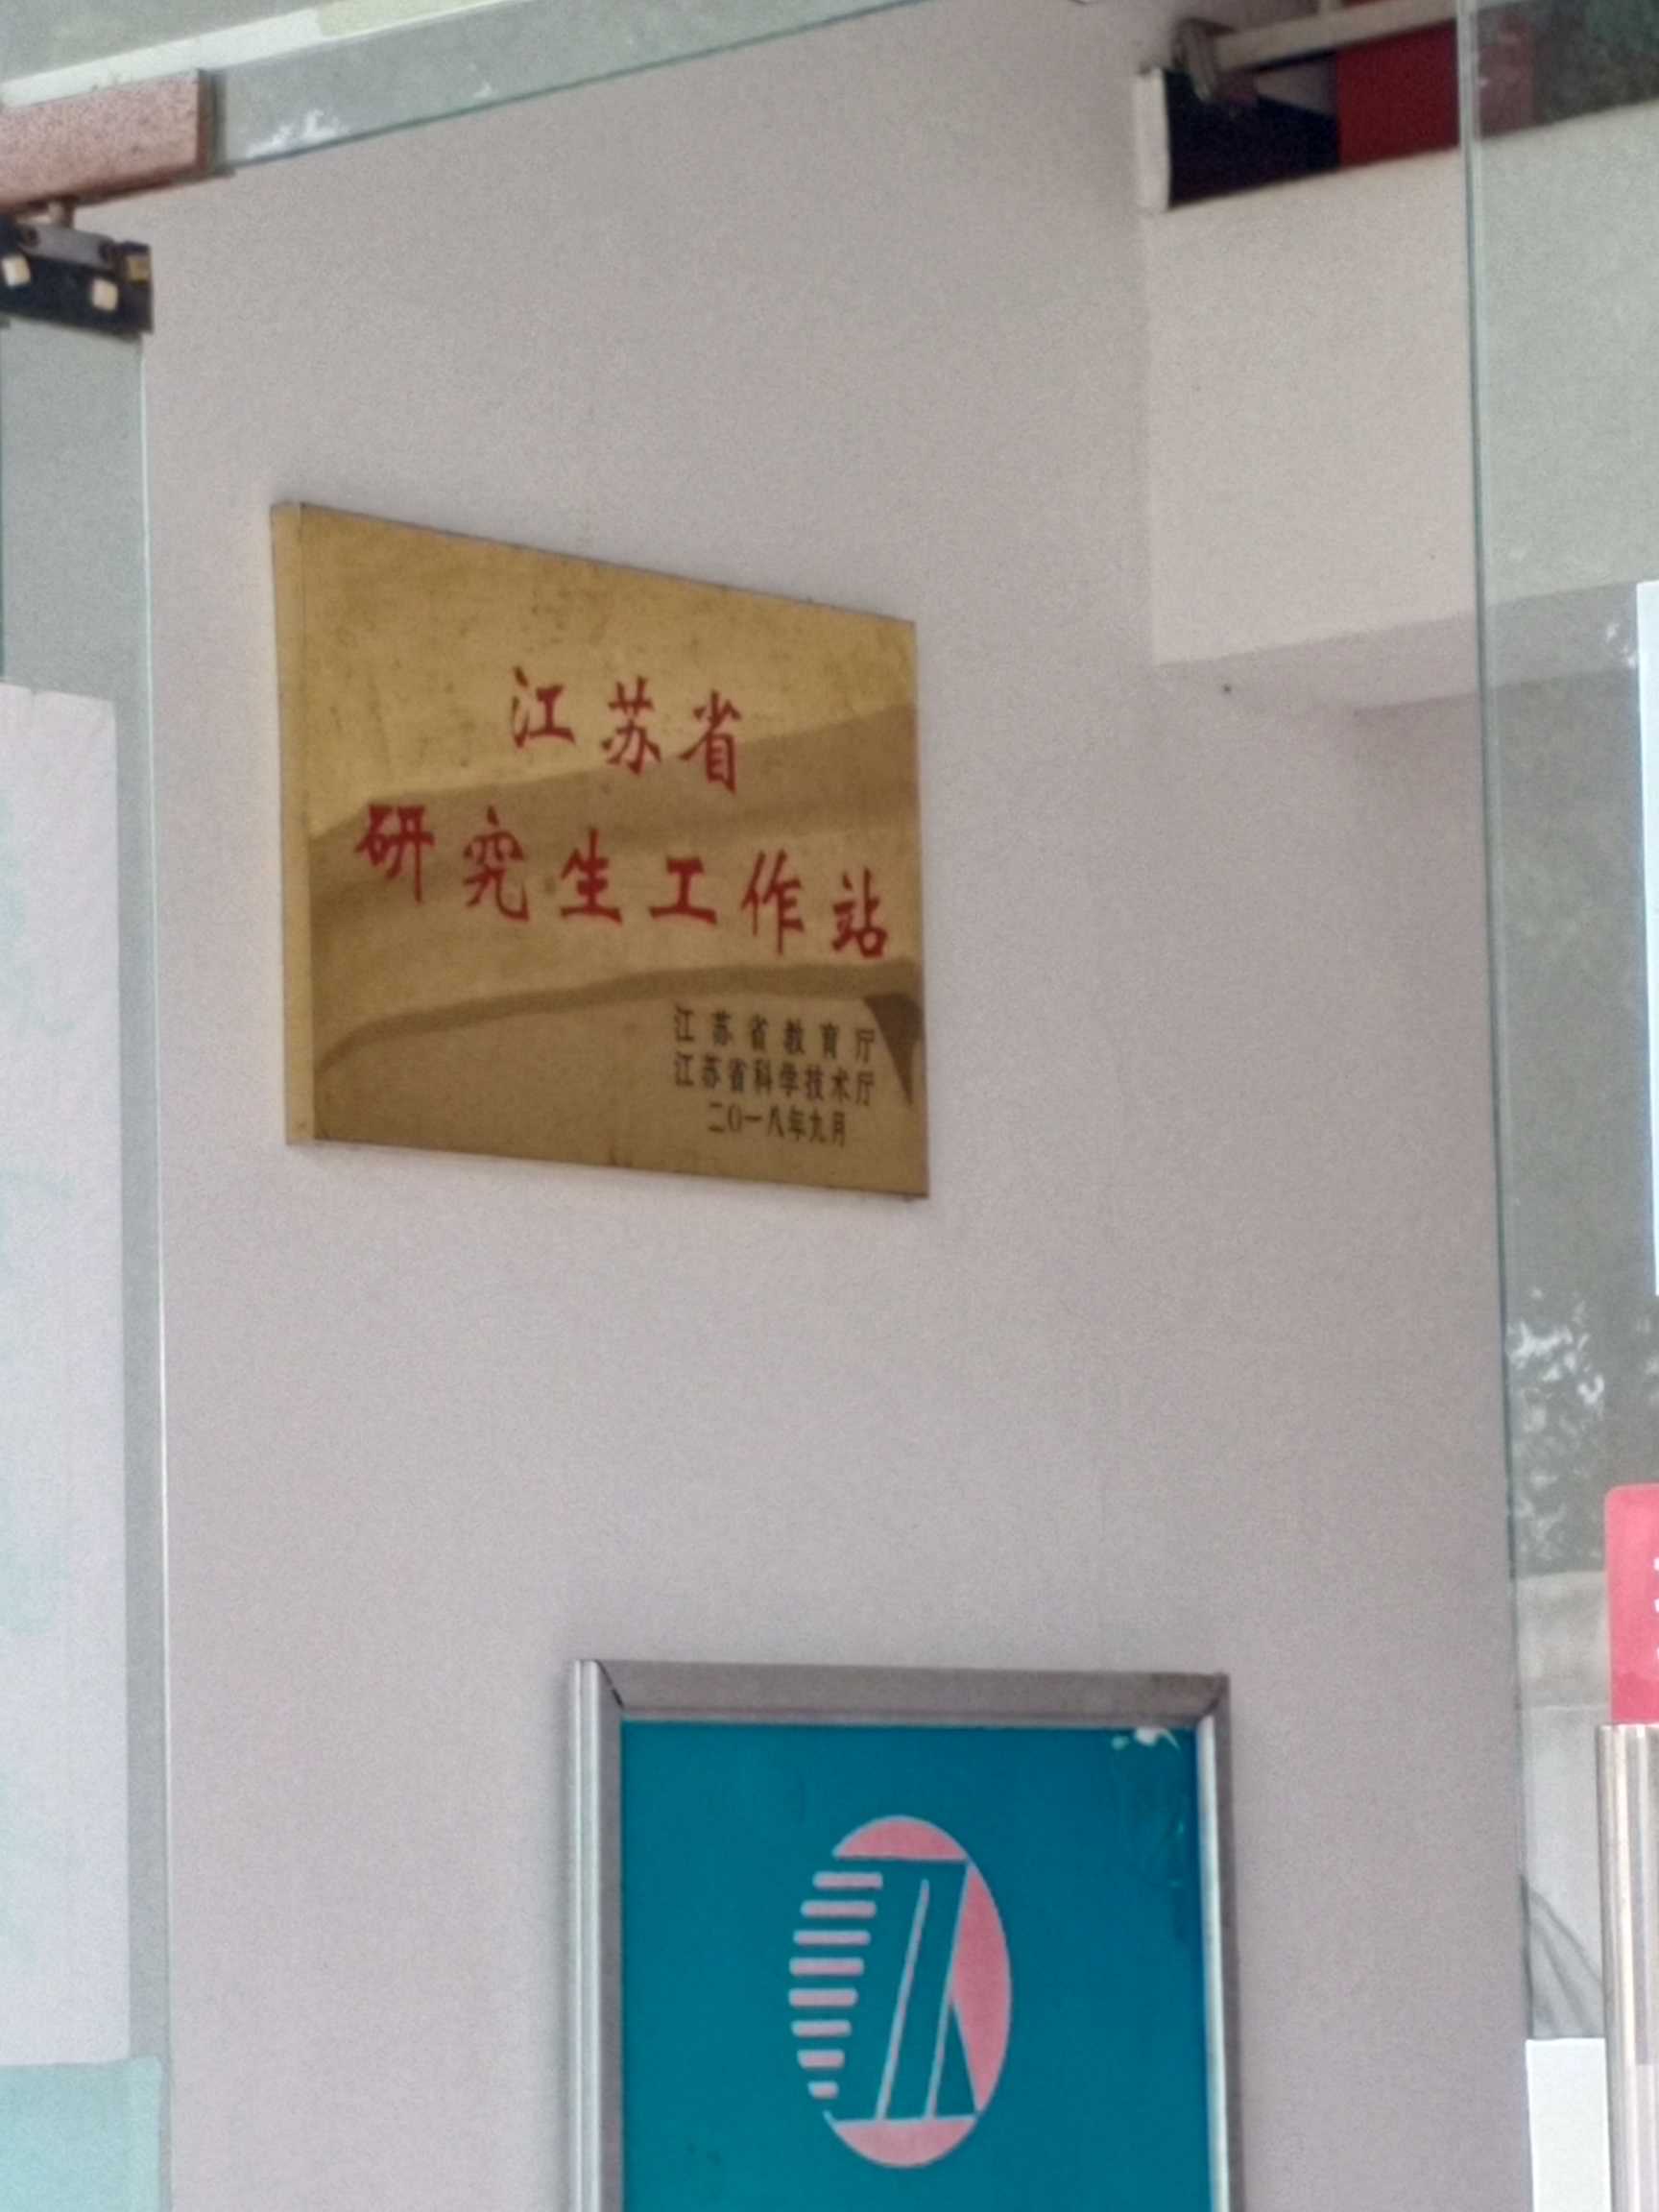 江苏省
研究生工作站
江苏省教育厅
江苏省科学技术厅
二〇一八年九月